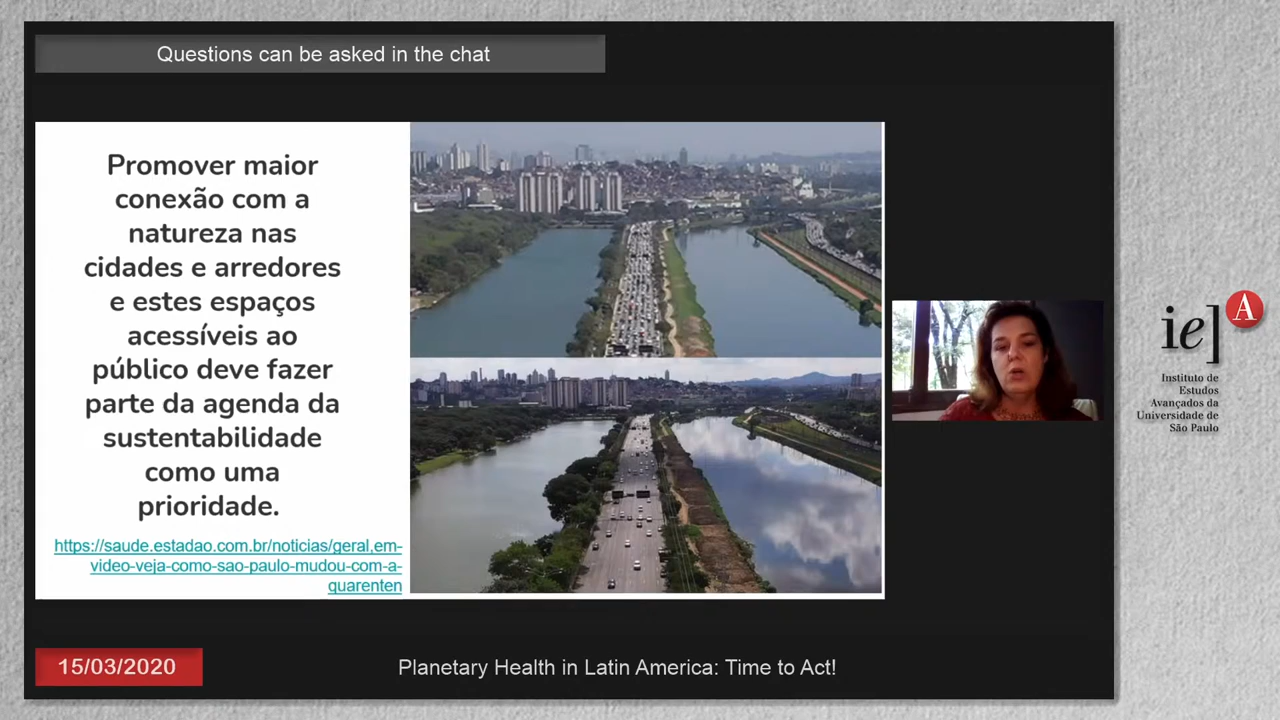 Questions can be asked in the chat
Promover maior
conexão com a
natureza nas
cidades e arredores
e estes espaços
acessíveis ao
público deve fazer
parte da agenda da
sustentabilidade
como uma
prioridade.
https://saude.estadao.com.br/noticias/geral,em-
video-veja-como-sao-paulo-mudou-com-a-
quarenten
ie]A
Instituto de
Estudos
Avançados da
Universidade de
São Paulo
15/03/2020
Planetary Health in Latin America: Time to Act!